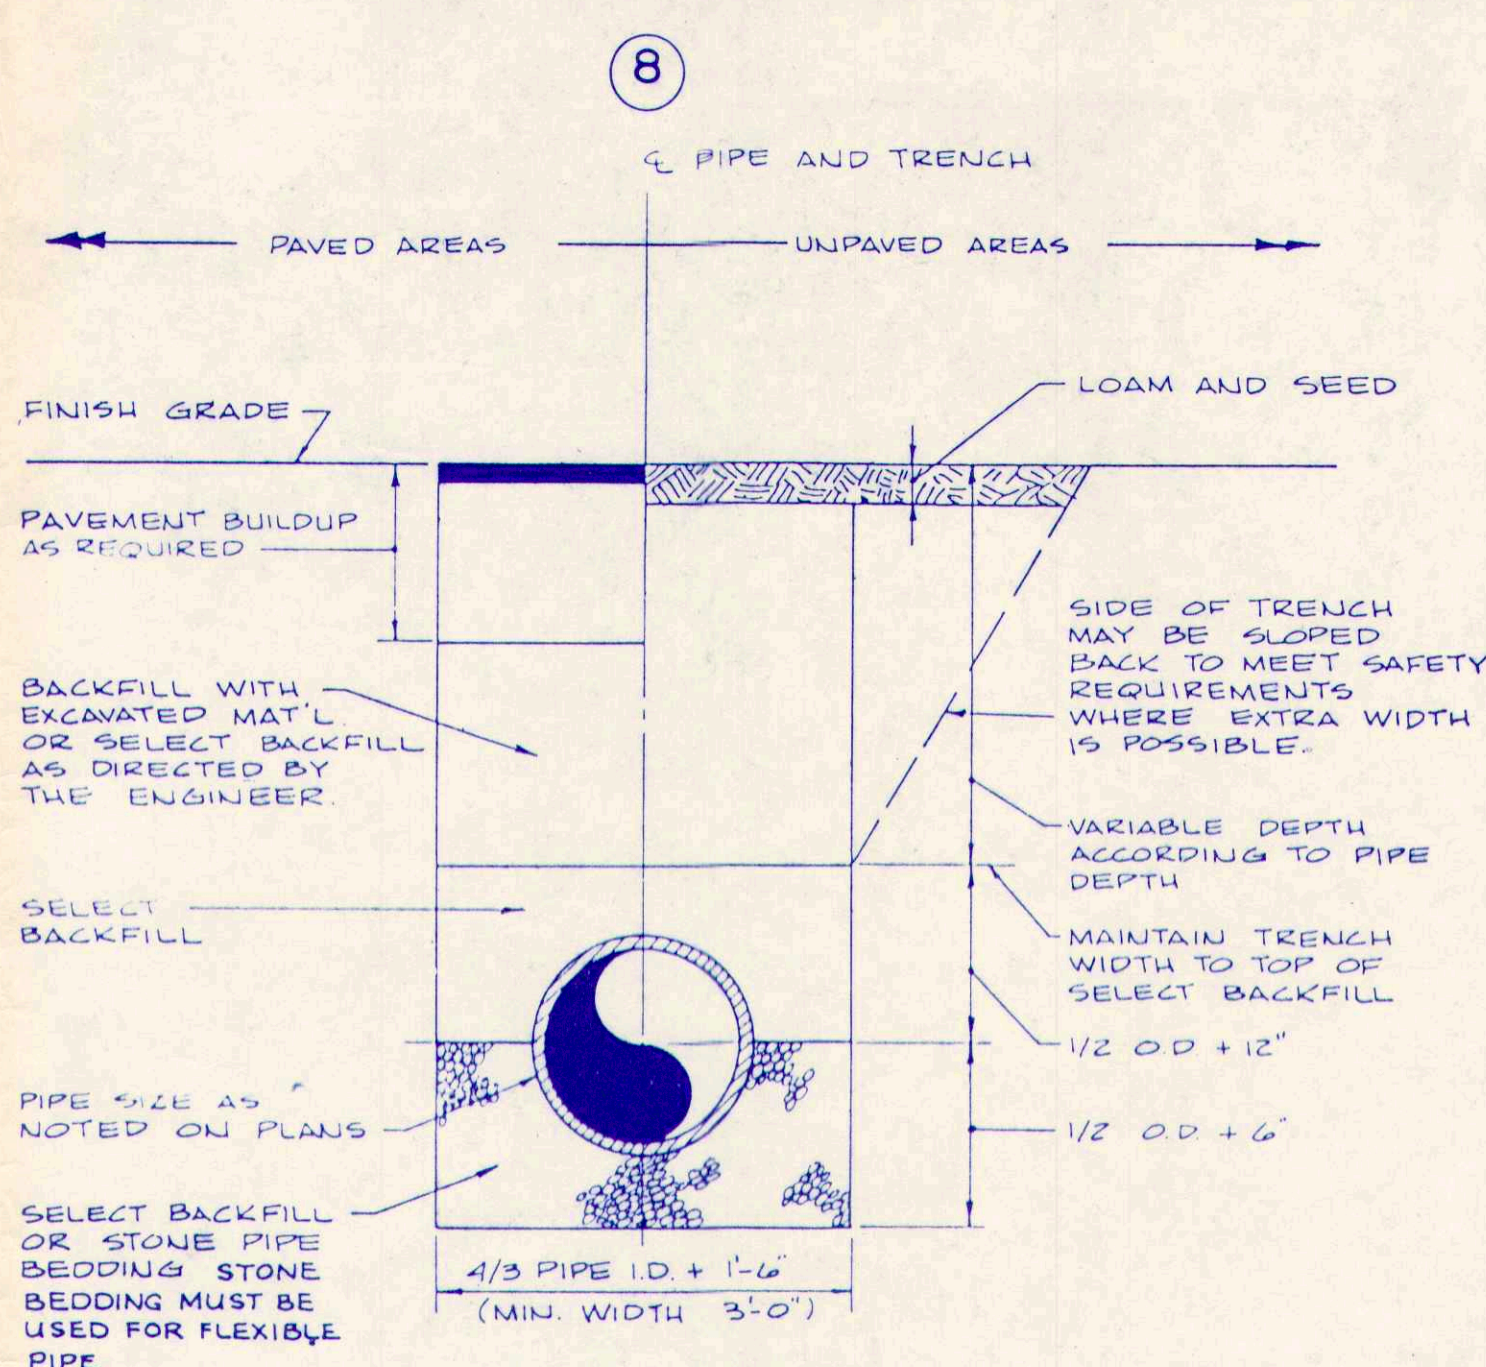 8
℄ PIPE AND TRENCH
PAVED AREAS
UNPAVED AREAS
LOAM AND SEED
FINISH GRADE
PAVEMENT BUILDUP
AS REQUIRED
SIDE OF TRENCH
MAY BE SLOPED
BACK TO MEET SAFETY
REQUIREMENTS
WHERE EXTRA WIDTH
IS POSSIBLE.
BACKFILL WITH
EXCAVATED MAT'L.
OR SELECT BACKFILL
AS DIRECTED BY
THE ENGINEER.
VARIABLE DEPTH
ACCORDING TO PIPE
DEPTH
SELECT
BACKFILL
MAINTAIN TRENCH
WIDTH TO TOP OF
SELECT BACKFILL
1/2 O.D + 12"
PIPE SIZE AS
NOTED ON PLANS
1/2 O.D. + 6"
SELECT BACKFILL
OR STONE PIPE
BEDDING STONE
BEDDING MUST BE
USED FOR FLEXIBLE
PIPE
4/3 PIPE I.D. + 1'-6"
(MIN. WIDTH 3'-0")